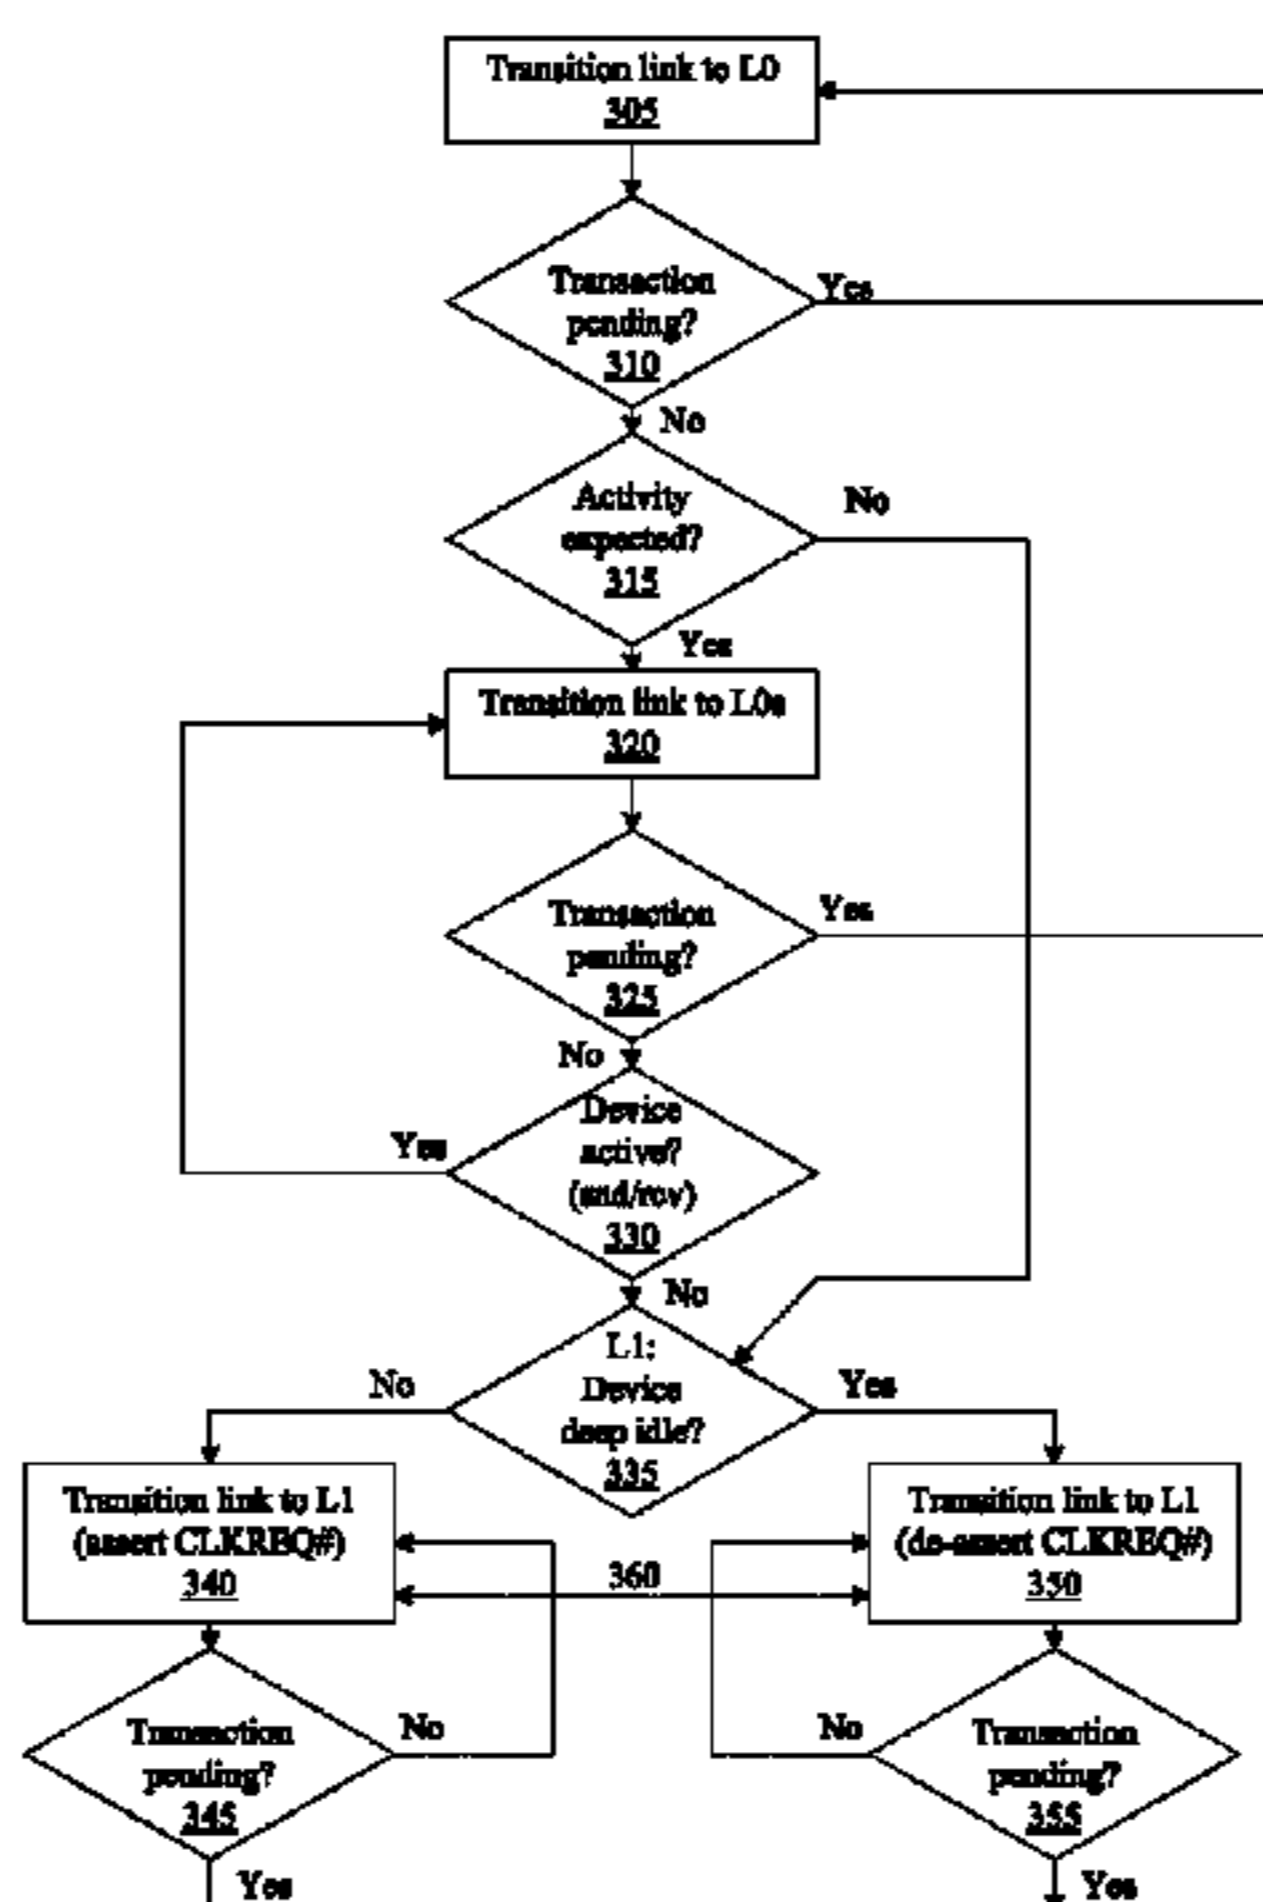 Transition link to L0
305
Transaction
pending?
310
Yes
No
Activity
expected?
315
No
Yes
Transition link to L0s
320
Transaction
pending?
325
Yes
No
Device
active?
(snd/rcv)
330
Yes
No
L1:
Device
deep idle?
335
No
Yes
Transition link to L1
(assert CLKREQ#)
340
360
Transition link to L1
(de-assert CLKREQ#)
350
Transaction
pending?
345
No
No
Transaction
pending?
355
Yes
Yes